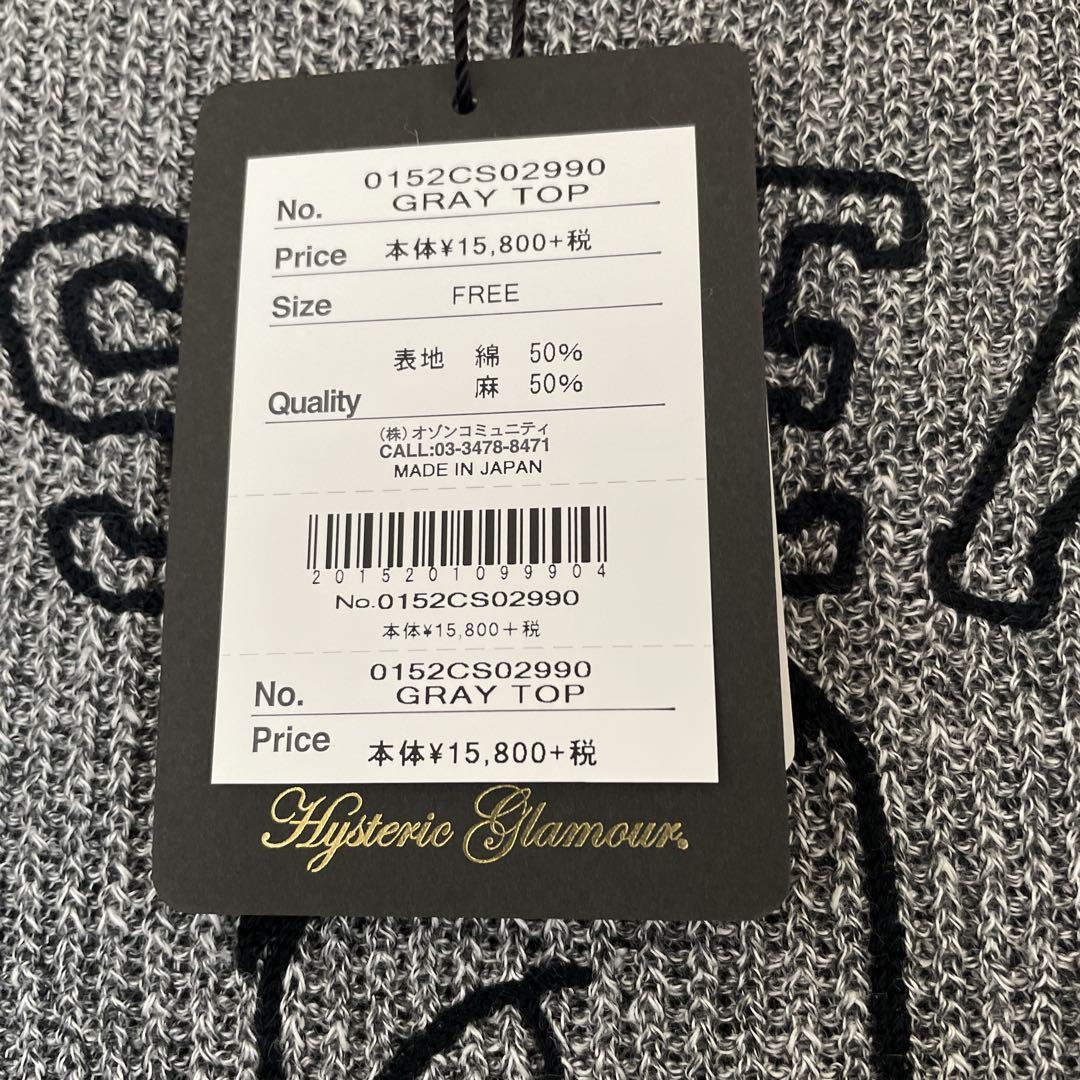 0152CS02990
No. GRAY TOP
Price 本体¥15,800+税
Size FREE
表地 綿 50%
麻 50%
Quality
(株)オゾンコミュニティ
CALL:03-3478-8471
MADE IN JAPAN
2015201099904
No.0152CS02990
本体¥15,800+税
0152CS02990
No. GRAY TOP
Price 本体¥15,800+税
Hysteric Glamour®